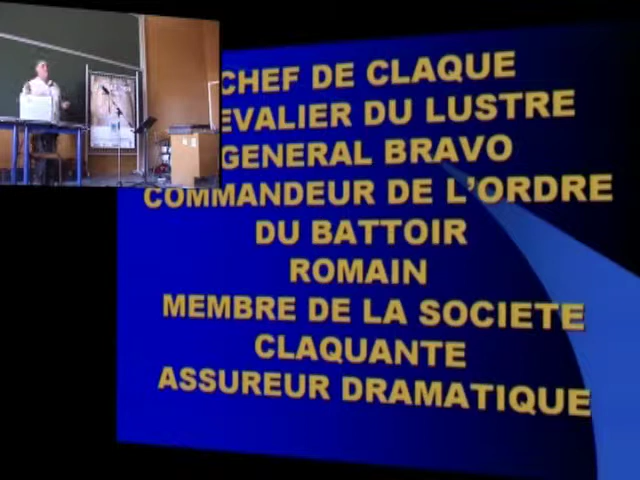 CHEF DE CLAQUE
EVALIER DU LUSTRE
GENERAL BRAVO
COMMANDEUR DE L'ORDRE
DU BATTOIR
ROMAIN
MEMBRE DE LA SOCIETE
CLAQUANTE
ASSUREUR DRAMATIQUE